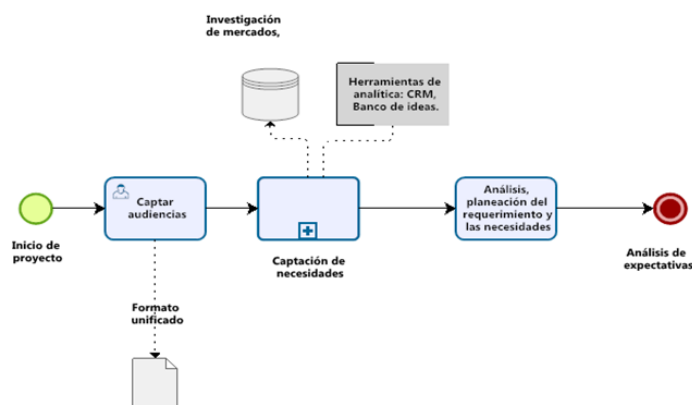 Investigación
de mercados,
Herramientas de
analítica: CRM,
Banco de ideas.
Captar
audiencias
Análisis,
planeación del
requerimiento y
las necesidades
Inicio de
proyecto
Captación de
necesidades
Análisis de
expectativas
Formato
unificado